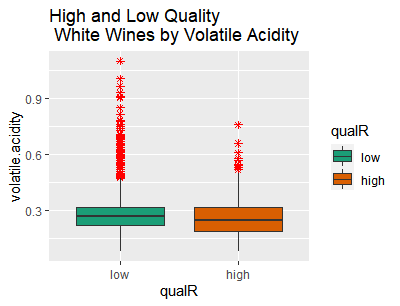 High and Low Quality
White Wines by Volatile Acidity
volatile.acidity
0.9
0.6
0.3
low
high
qualR
qualR
low
high